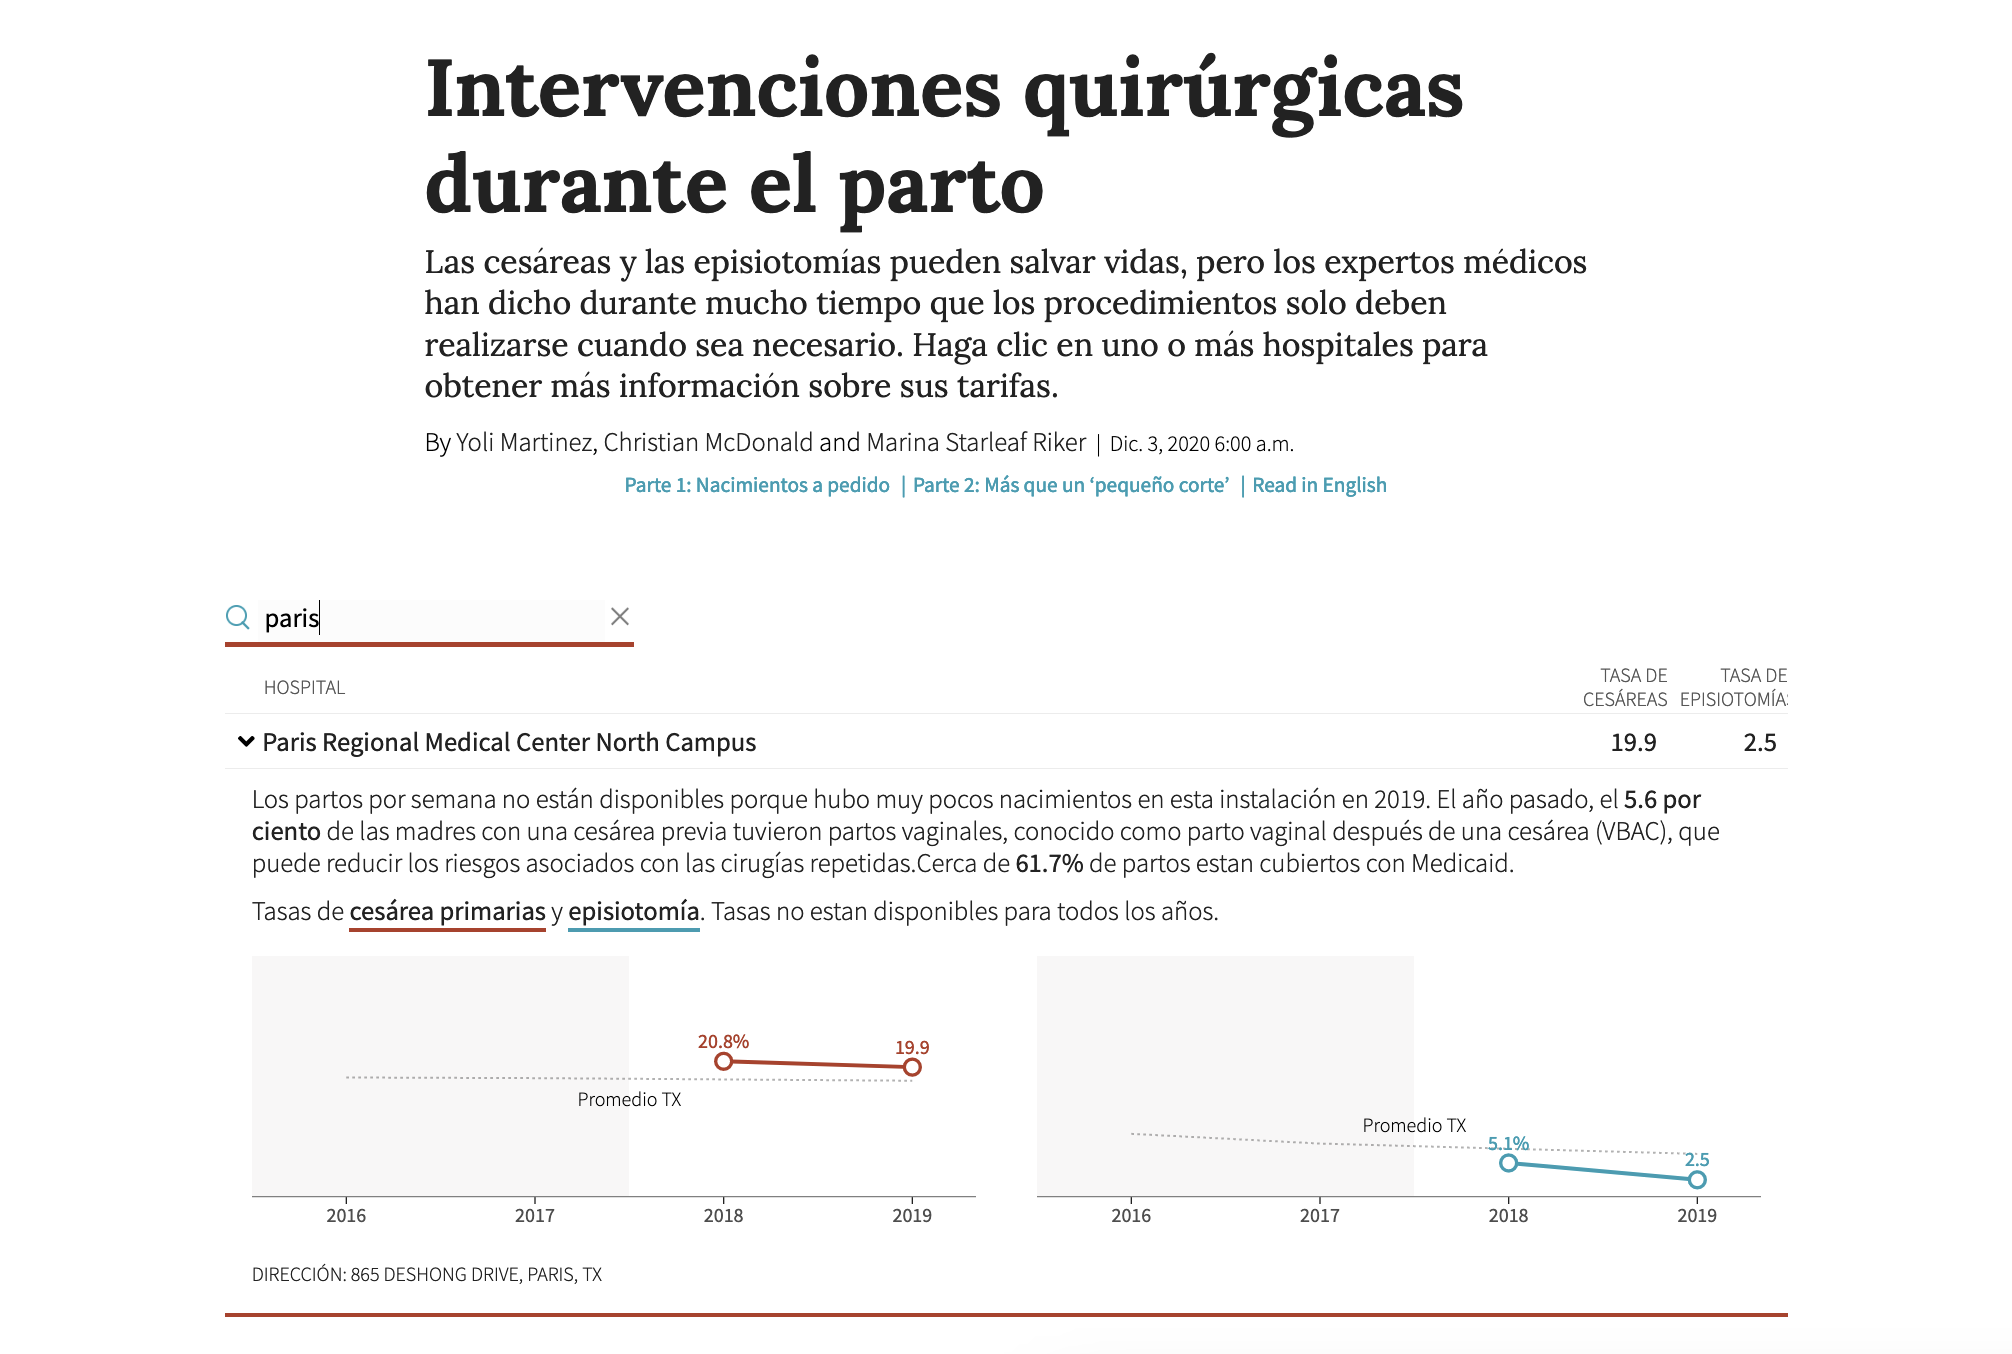 Intervenciones quirúrgicas
durante el parto
Las cesáreas y las episiotomías pueden salvar vidas, pero los expertos médicos
han dicho durante mucho tiempo que los procedimientos solo deben
realizarse cuando sea necesario. Haga clic en uno o más hospitales para
obtener más información sobre sus tarifas.
By Yoli Martinez, Christian McDonald and Marina Starleaf Riker | Dic. 3, 2020 6:00 a.m.
Parte 1: Nacimientos a pedido | Parte 2: Más que un ‘pequeño corte’ | Read in English
paris
HOSPITAL
TASA DE
CESÁREAS
TASA DE
EPISIOTOMÍAS
Paris Regional Medical Center North Campus 19.9 2.5
Los partos por semana no están disponibles porque hubo muy pocos nacimientos en esta instalación en 2019. El año pasado, el 5.6 por
ciento de las madres con una cesárea previa tuvieron partos vaginales, conocido como parto vaginal después de una cesárea (VBAC), que
puede reducir los riesgos asociados con las cirugías repetidas.Cerca de 61.7% de partos estan cubiertos con Medicaid.
Tasas de cesárea primarias y episiotomía. Tasas no estan disponibles para todos los años.
20.8%
19.9
Promedio TX
2016 2017 2018 2019
Promedio TX
5.1%
2.5
2016 2017 2018 2019
DIRECCIÓN: 865 DESHONG DRIVE, PARIS, TX